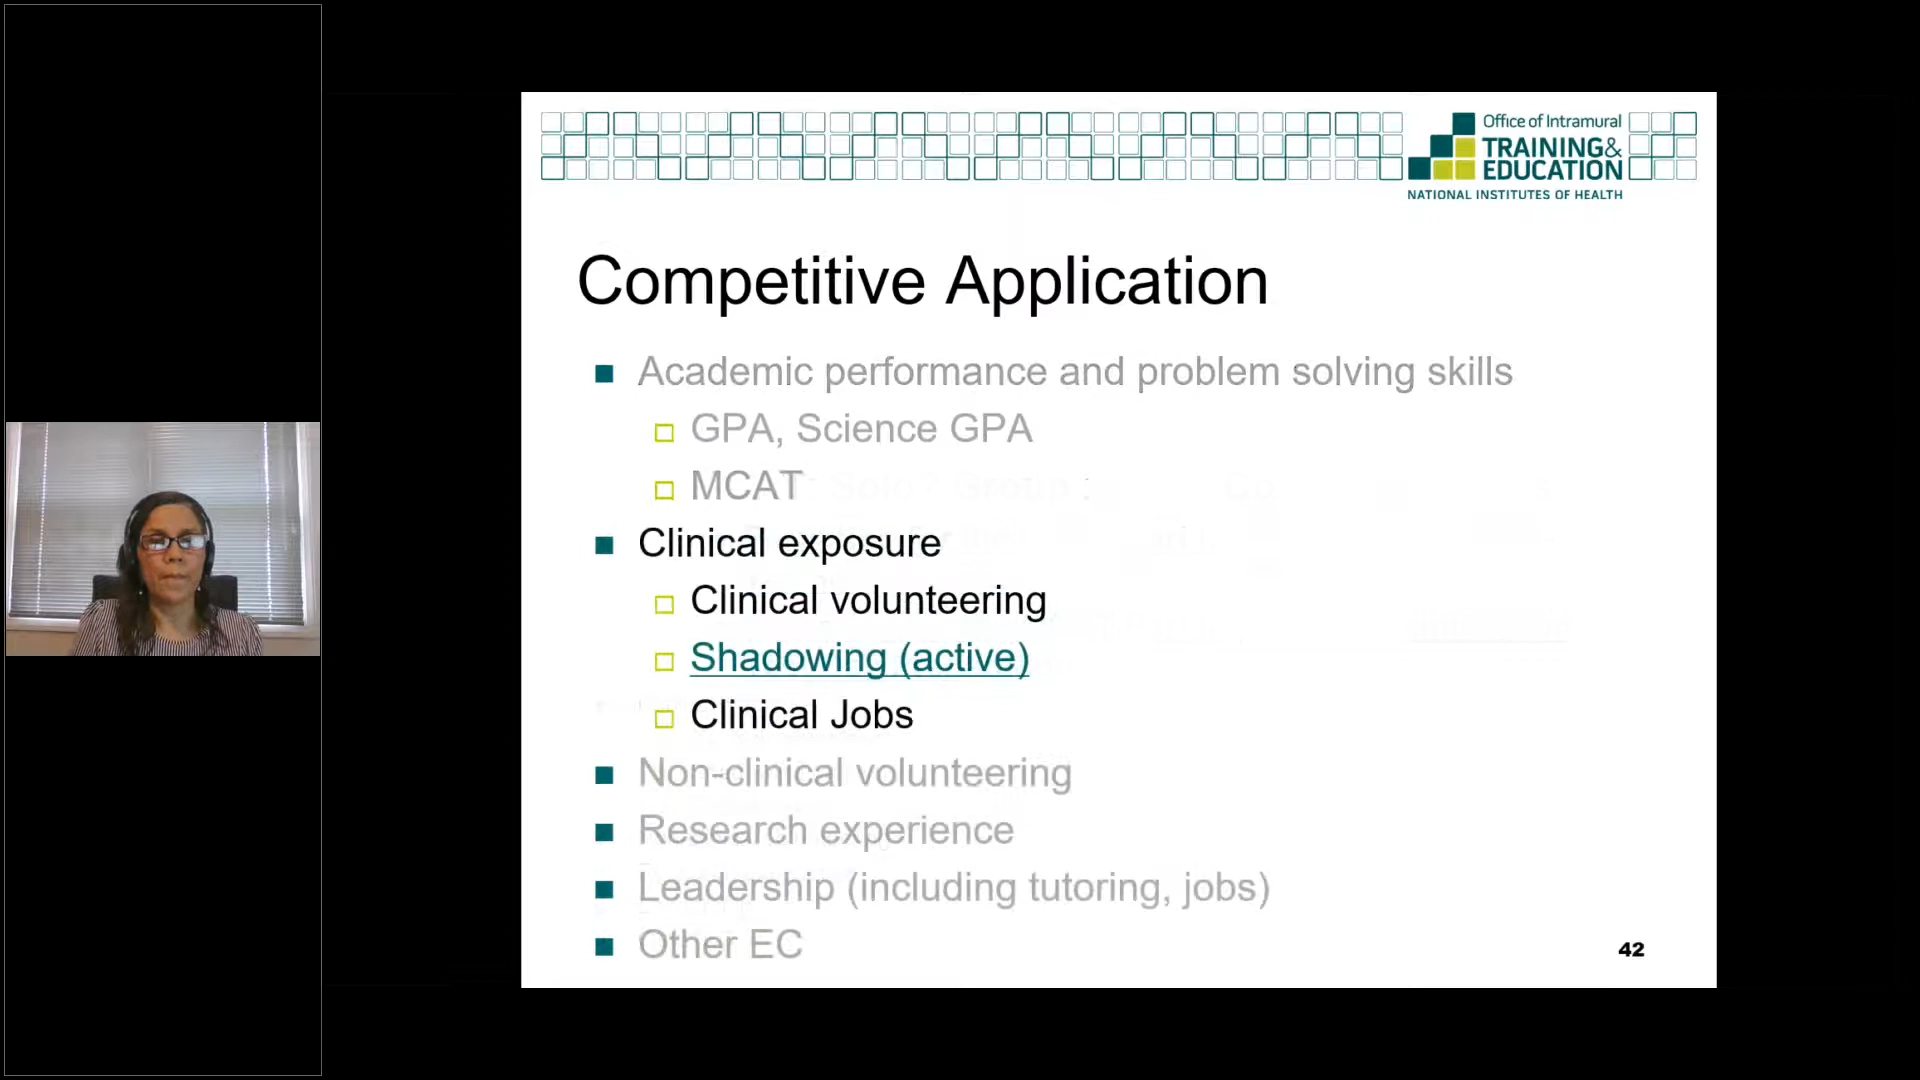 Office of Intramural
TRAINING&
EDUCATION
NATIONAL INSTITUTES OF HEALTH
Competitive Application
Academic performance and problem solving skills
GPA, Science GPA
MCAT
Clinical exposure
Clinical volunteering
Shadowing (active)
Clinical Jobs
Non-clinical volunteering
Research experience
Leadership (including tutoring, jobs)
Other EC
42